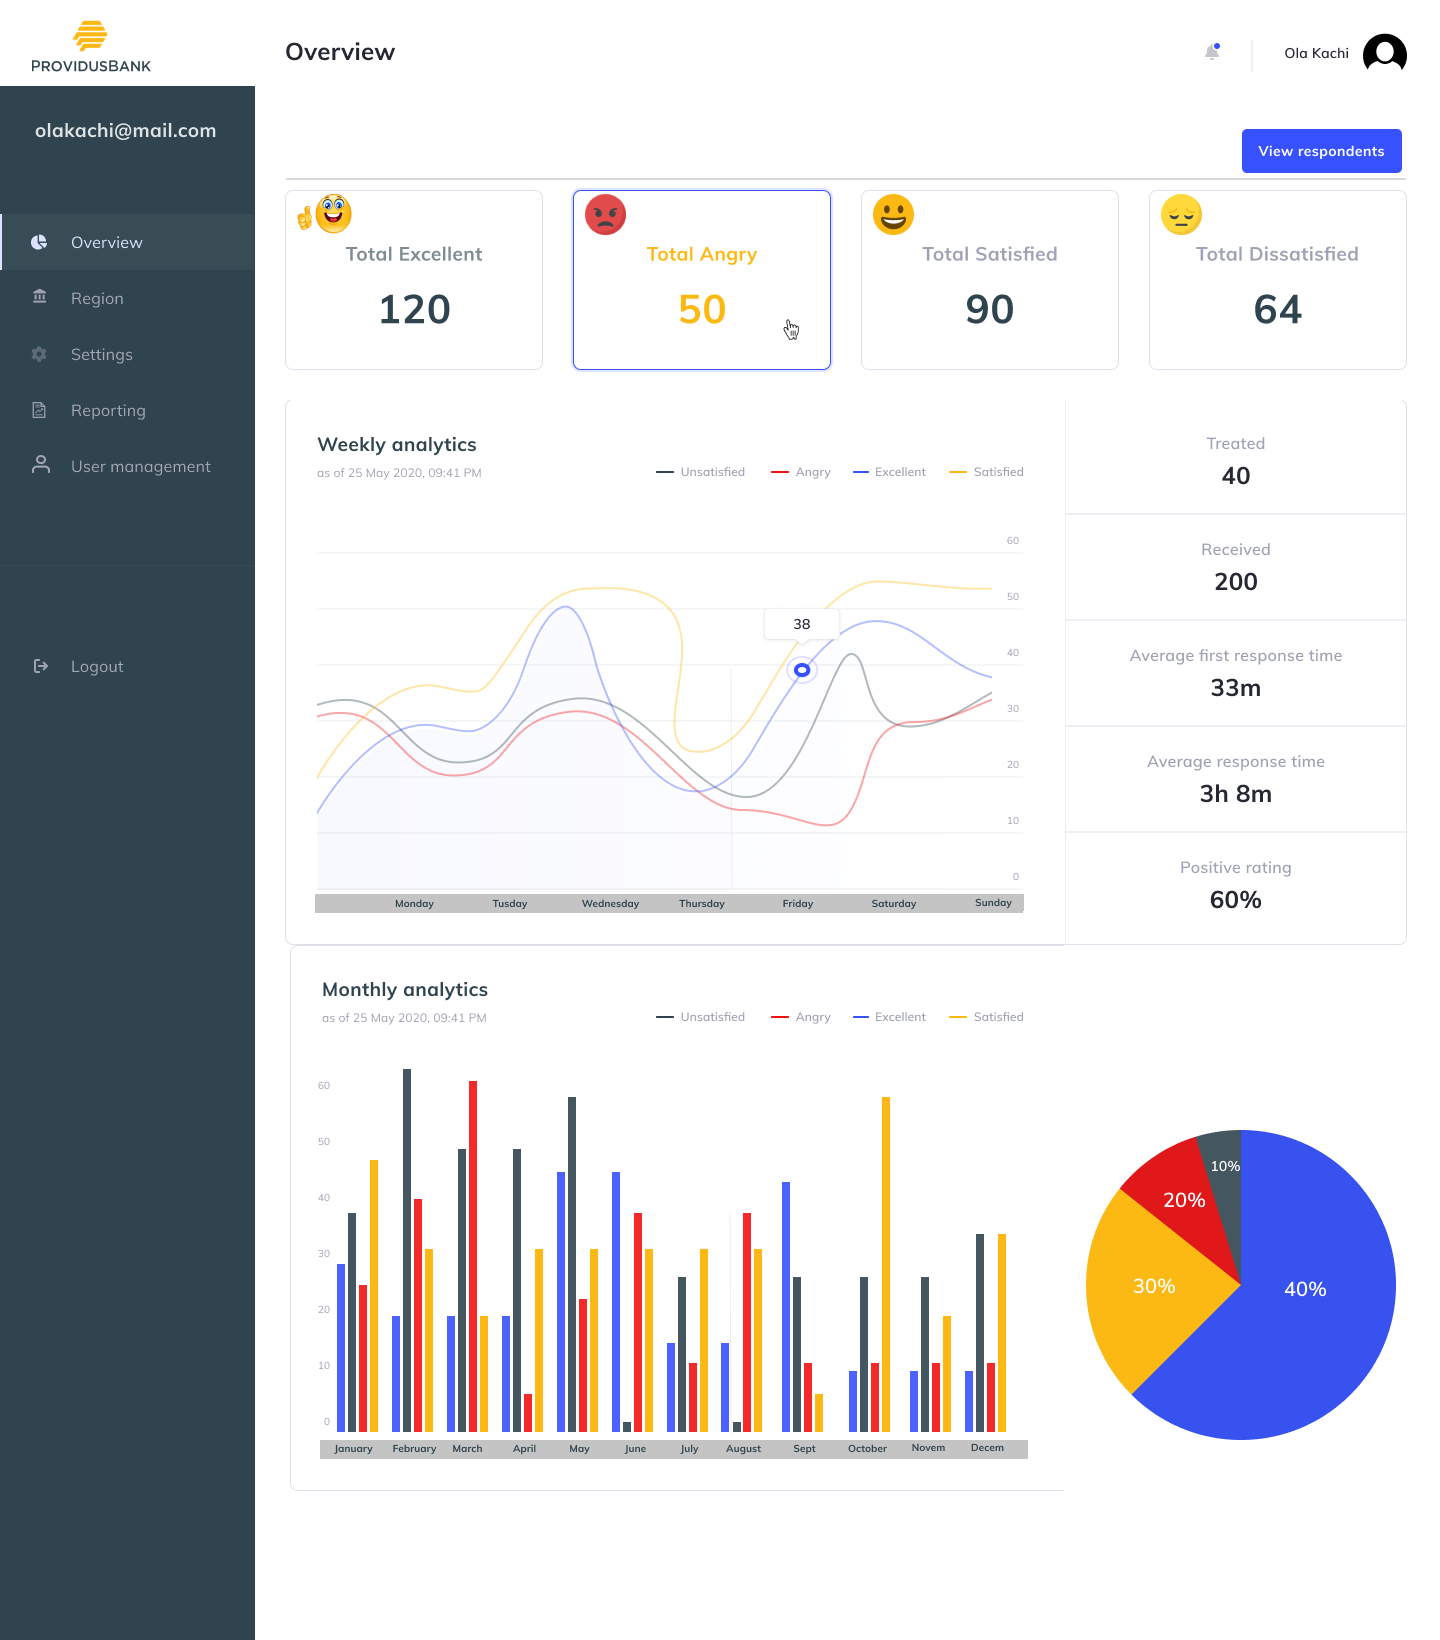 PROVIDUSBANK
Overview
Ola Kachi
olakachi@mail.com
View respondents
Overview
Region
Settings
Reporting
User management
Logout
Total Excellent
120
Total Angry
50
Total Satisfied
90
Total Dissatisfied
64
Weekly analytics
as of 25 May 2020, 09:41 PM
Unsatisfied Angry Excellent Satisfied
60
50
38
40
30
20
10
0
Monday Tusday Wednesday Thursday Friday Saturday Sunday
Treated
40
Received
200
Average first response time
33m
Average response time
3h 8m
Positive rating
60%
Monthly analytics
as of 25 May 2020, 09:41 PM
Unsatisfied Angry Excellent Satisfied
60
50
40
30
20
10
0
January February March April May June July August Sept October Novem Decem
10%
20%
30%
40%